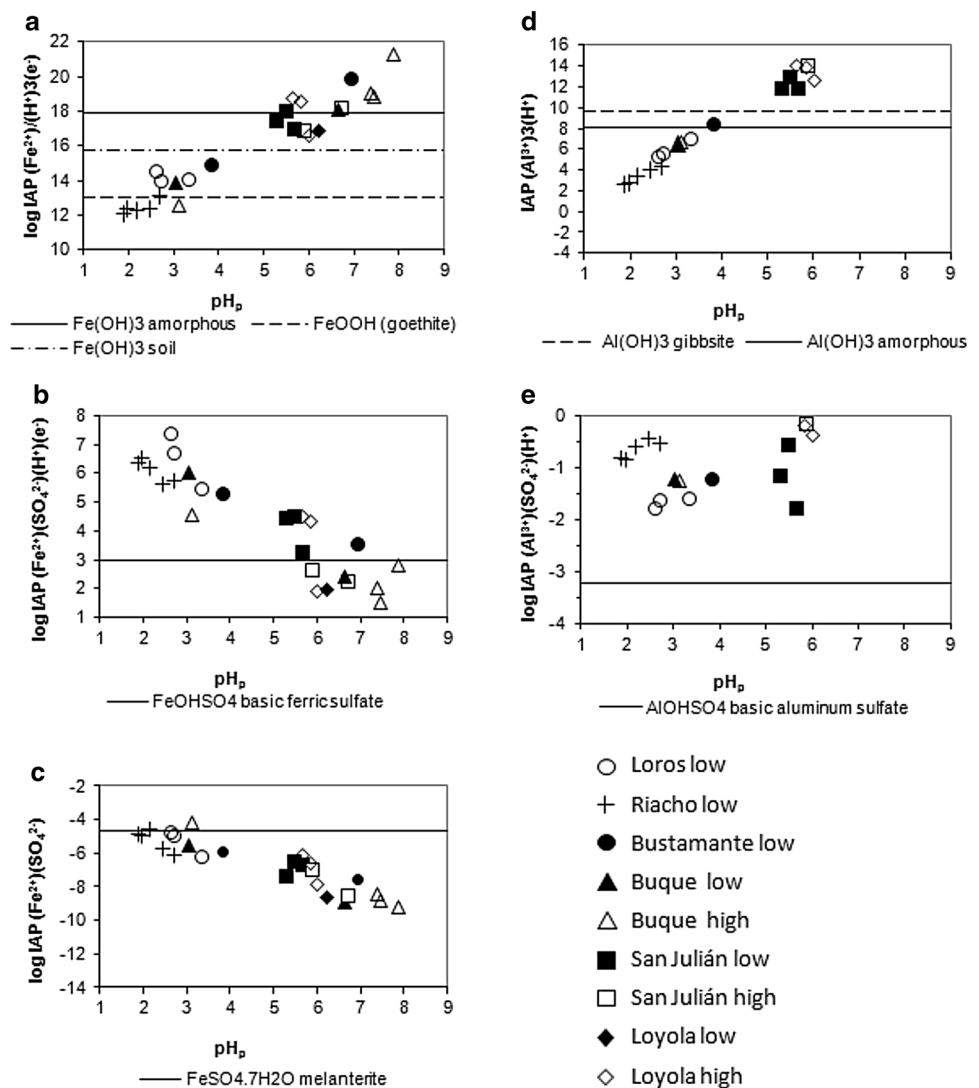 a
log IAP (Fe²⁺)/(H⁺)3(e⁻)
22
20
18
16
14
12
10
1 2 3 4 5 6 7 8 9
pHₚ
Fe(OH)3 amorphous FeOOH (goethite)
Fe(OH)3 soil
b
log IAP (Fe²⁺)(SO₄²⁻)(H⁺)(e⁻)
8
7
6
5
4
3
2
1
1 2 3 4 5 6 7 8 9
pHₚ
FeOHSO4 basic ferric sulfate
c
log IAP (Fe²⁺)(SO₄²⁻)
-2
-4
-6
-8
-10
-12
-14
1 2 3 4 5 6 7 8 9
pHₚ
FeSO4.7H2O melanterite
d
IAP (Al³⁺)3(H⁺)
16
14
12
10
8
6
4
2
0
-2
-4
1 2 3 4 5 6 7 8 9
pHₚ
Al(OH)3 gibbsite Al(OH)3 amorphous
e
log IAP (Al³⁺)(SO₄²⁻)(H⁺)
0
-1
-2
-3
-4
1 2 3 4 5 6 7 8 9
pHₚ
AlOHSO4 basic aluminum sulfate
Loros low
Riacho low
Bustamante low
Buque low
Buque high
San Julián low
San Julián high
Loyola low
Loyola high